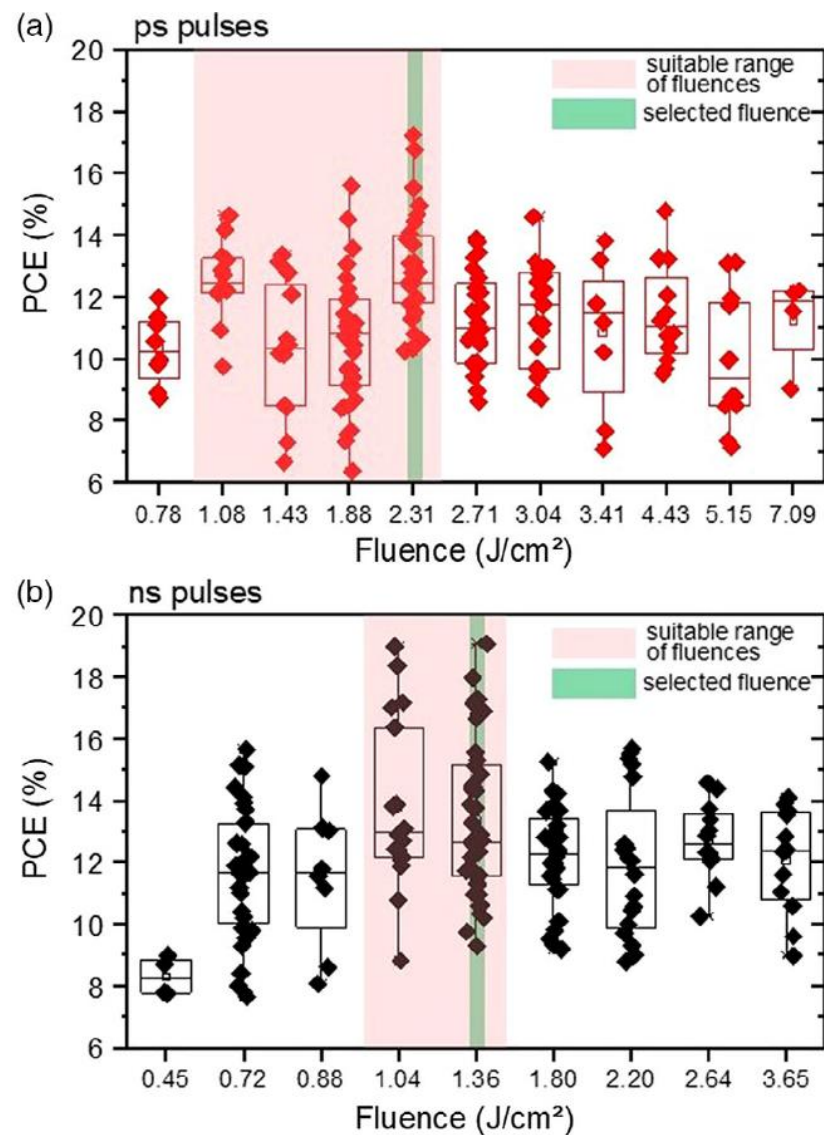 (a) ps pulses
20
18
16
14
12
10
8
6
PCE (%)
suitable range
of fluences
selected fluence
0.78 1.08 1.43 1.88 2.31 2.71 3.04 3.41 4.43 5.15 7.09
Fluence (J/cm²)
(b) ns pulses
20
18
16
14
12
10
8
6
PCE (%)
suitable range
of fluences
selected fluence
0.45 0.72 0.88 1.04 1.36 1.80 2.20 2.64 3.65
Fluence (J/cm²)